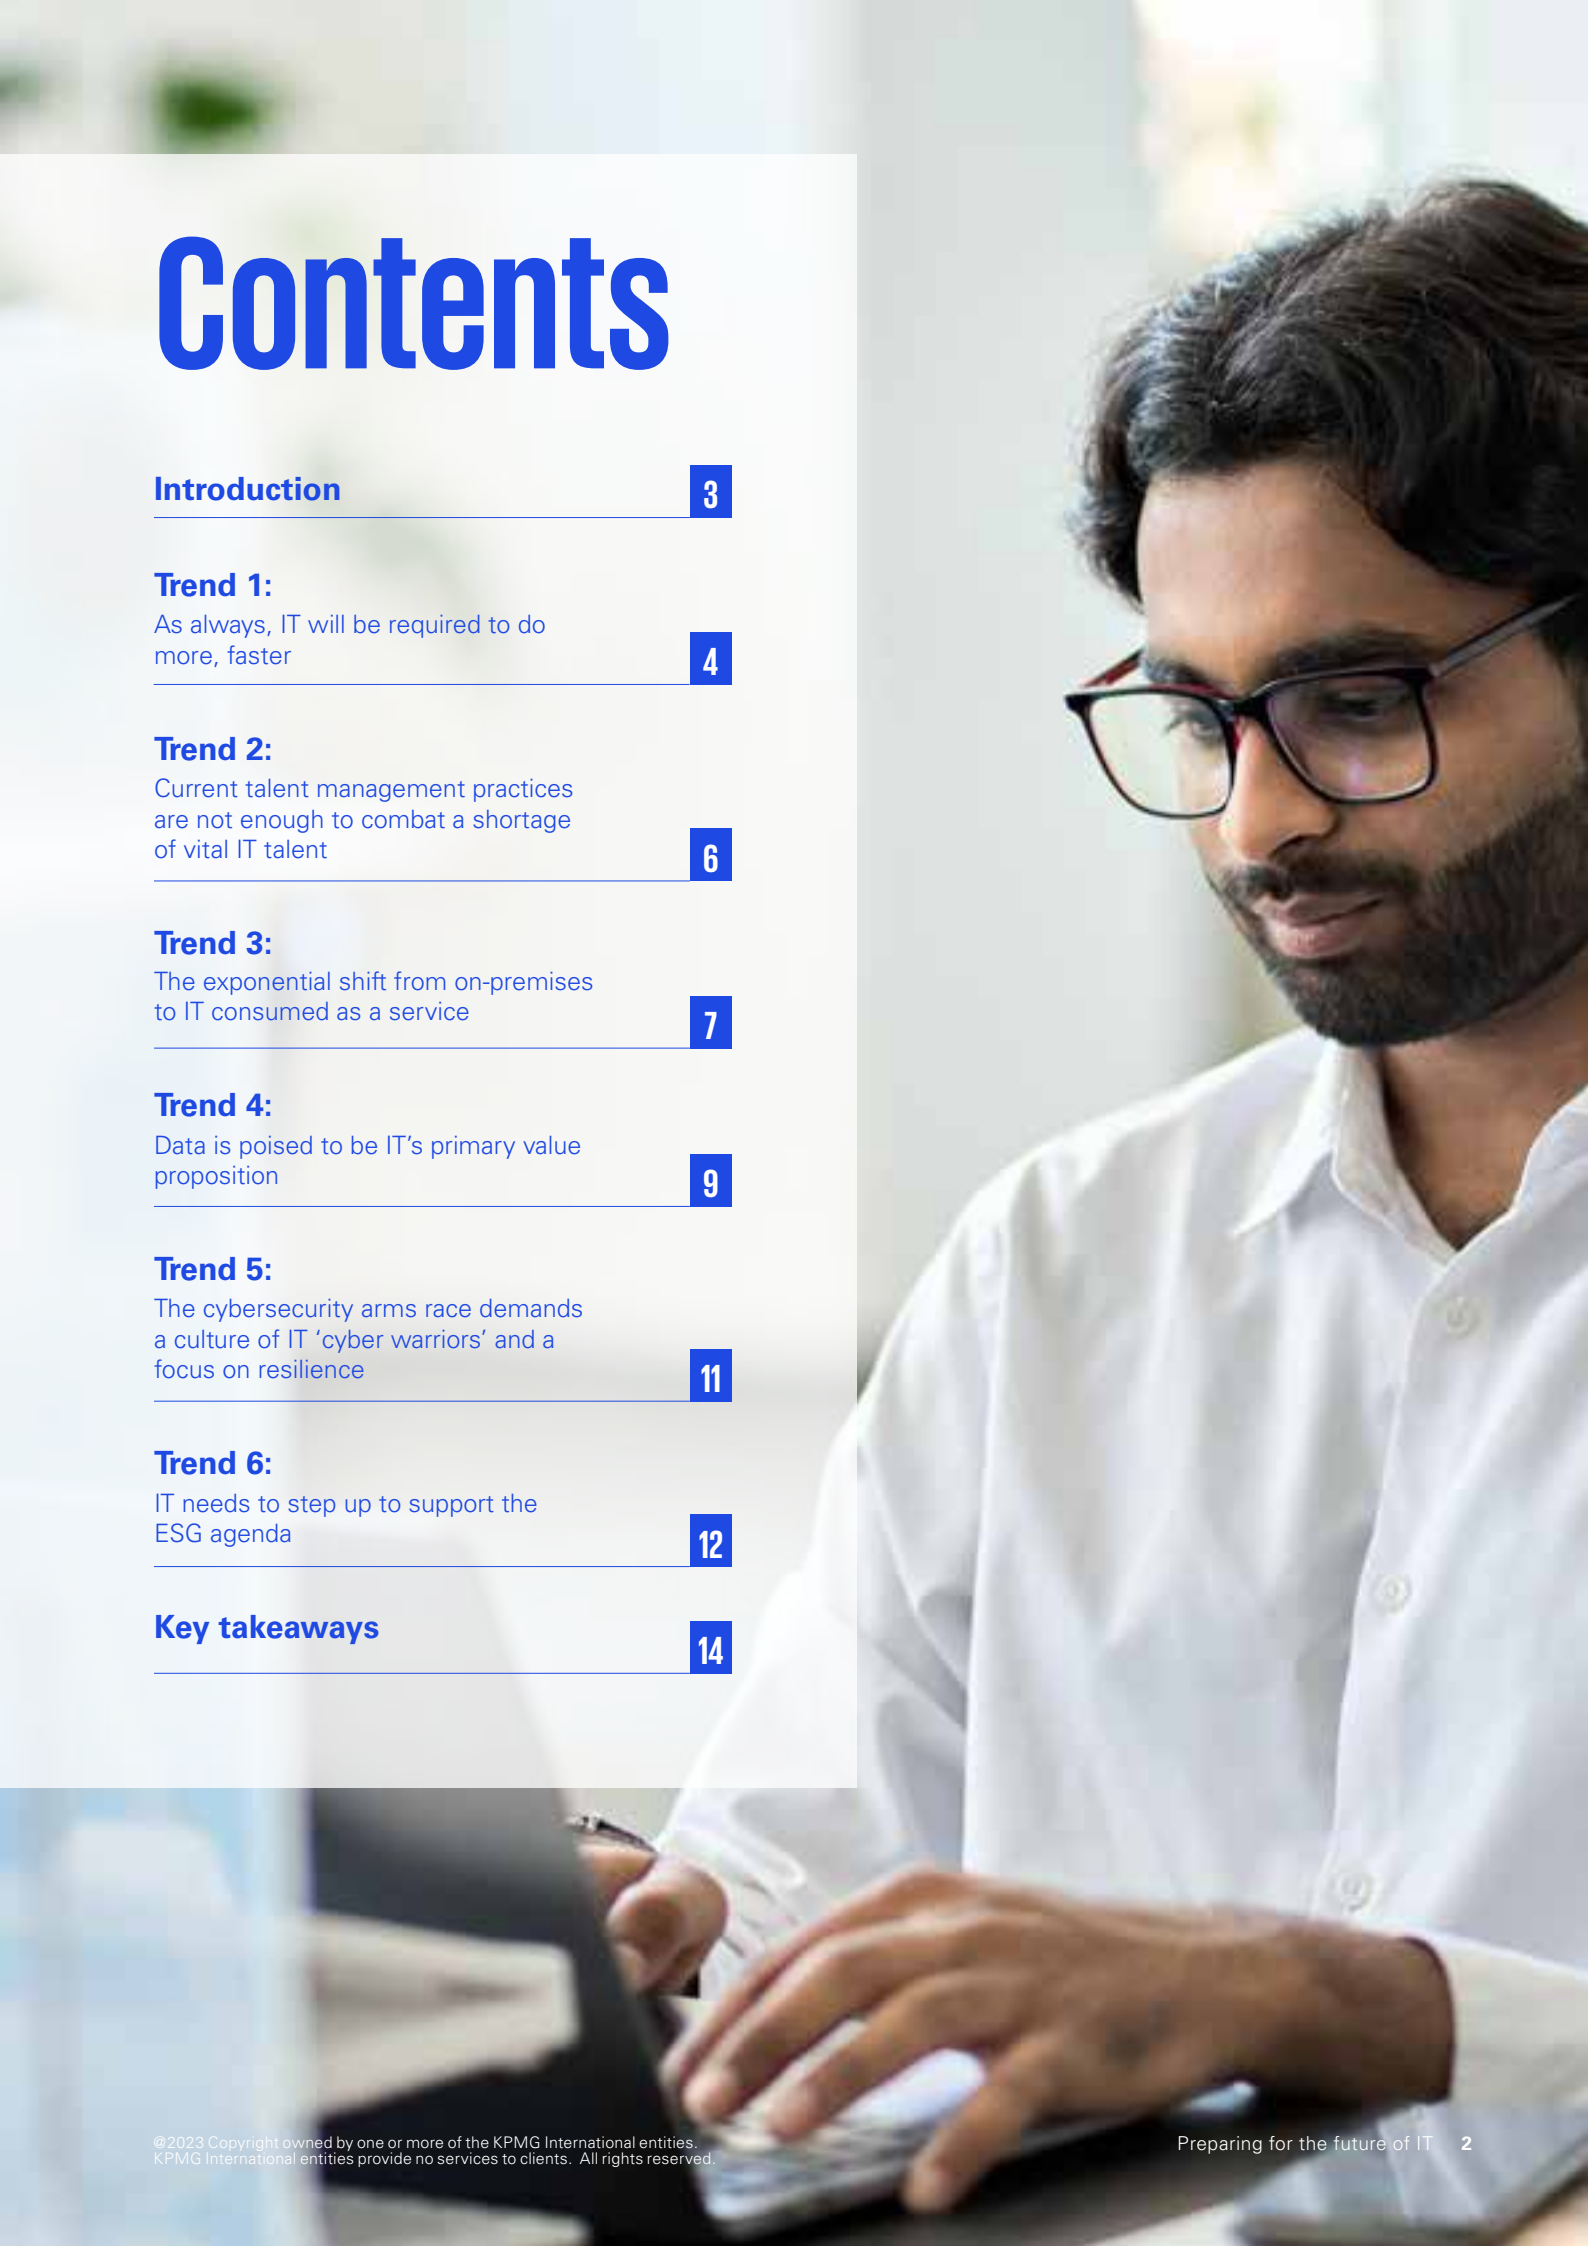 Contents
Introduction
3
Trend 1:
As always, IT will be required to do
more, faster
4
Trend 2:
Current talent management practices
are not enough to combat a shortage
of vital IT talent
6
Trend 3:
The exponential shift from on-premises
to IT consumed as a service
7
Trend 4:
Data is poised to be IT’s primary value
proposition
9
Trend 5:
The cybersecurity arms race demands
a culture of IT ‘cyber warriors’ and a
focus on resilience
11
Trend 6:
IT needs to step up to support the
ESG agenda
12
Key takeaways
14
@2023 Copyright owned by one or more of the KPMG International entities.
KPMG International entities provide no services to clients. All rights reserved.
Preparing for the future of IT 2